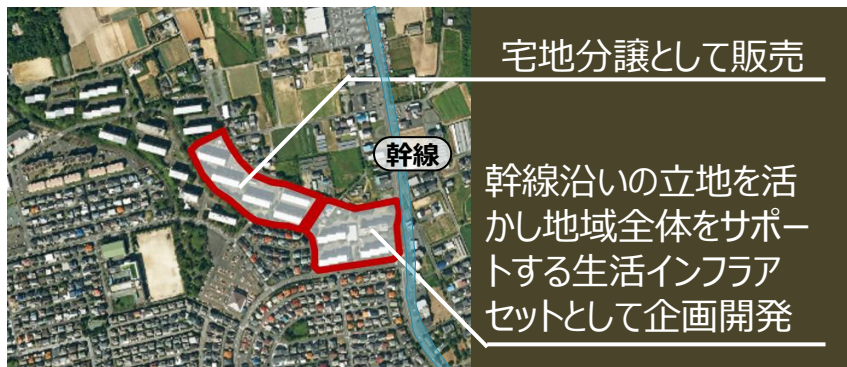 宅地分譲として販売
幹線
幹線沿いの立地を活
かし地域全体をサポー
トする生活インフラア
セットとして企画開発